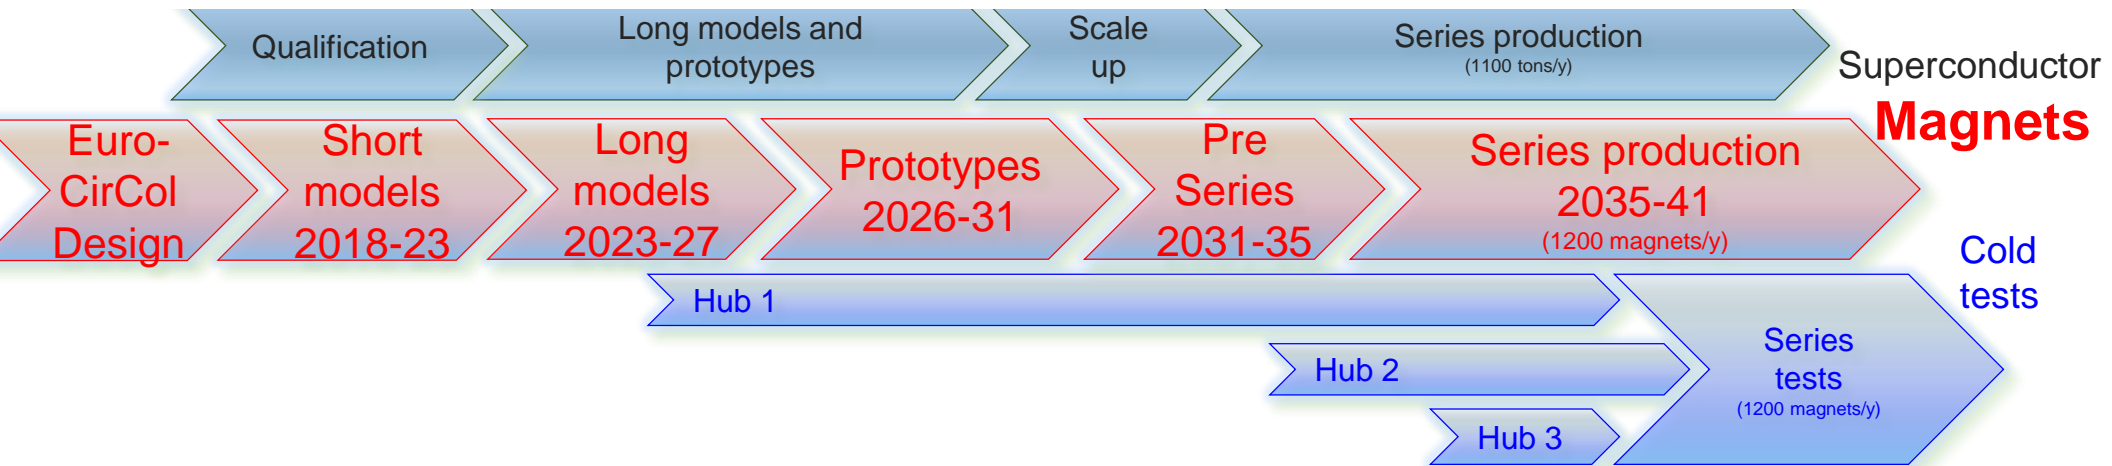 Qualification
Long models and
prototypes
Scale
up
Series production
(1100 tons/y)
Superconductor
Euro-
CirCol
Design
Short
models
2018-23
Long
models
2023-27
Prototypes
2026-31
Pre
Series
2031-35
Series production
2035-41
(1200 magnets/y)
Magnets
Hub 1
Hub 2
Hub 3
Series
tests
(1200 magnets/y)
Cold
tests